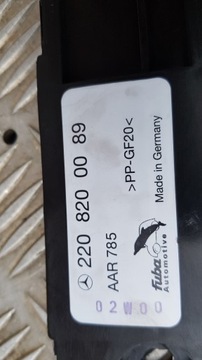 220 820 00 89
AAR 785
>PP-GF20<
Made in Germany
fuba
Automotive
02W00